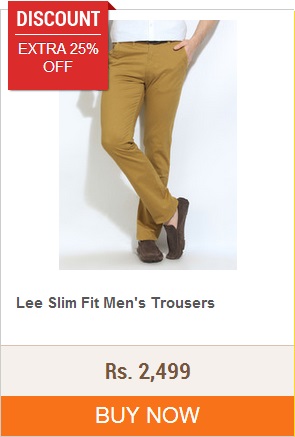 DISCOUNT
EXTRA 25%
OFF
Lee Slim Fit Men's Trousers
Rs. 2,499
BUY NOW